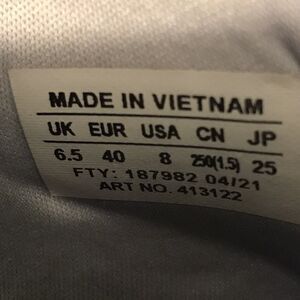 MADE IN VIETNAM
UK EUR USA CN JP
6.5 40 8 250(1.5) 25
FTY: 187982 04/21
ART NO. 413122